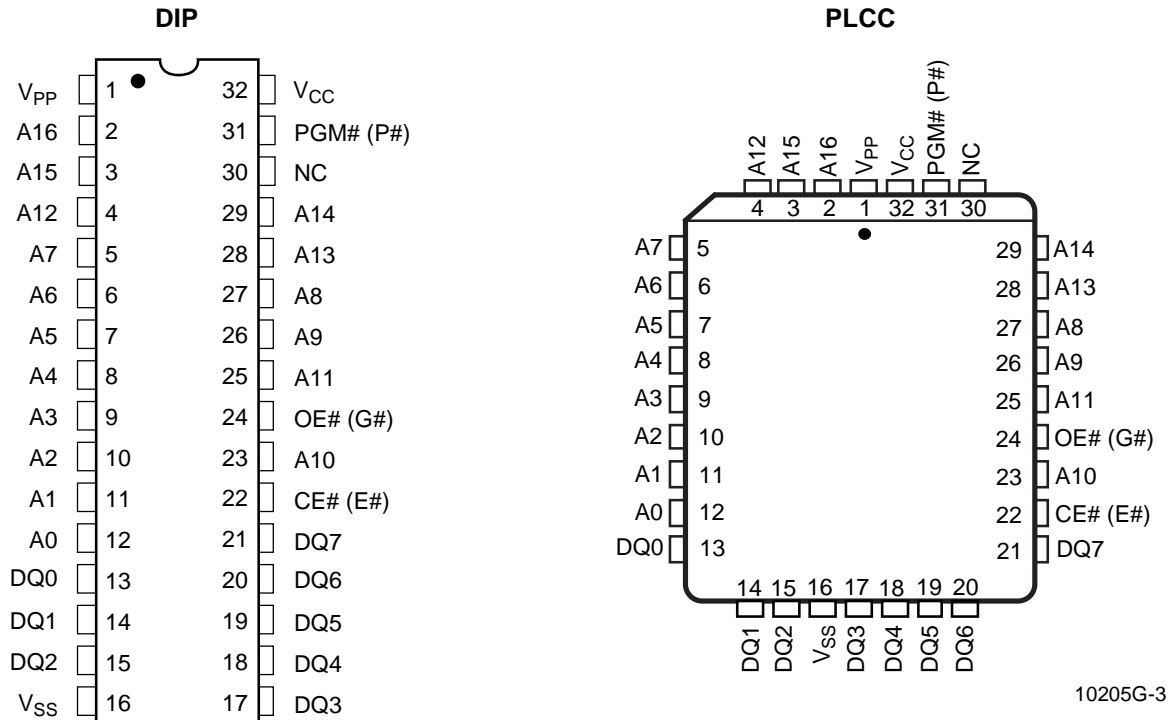 DIP
V_PP 1 32 V_CC
A16 2 31 PGM# (P#)
A15 3 30 NC
A12 4 29 A14
A7 5 28 A13
A6 6 27 A8
A5 7 26 A9
A4 8 25 A11
A3 9 24 OE# (G#)
A2 10 23 A10
A1 11 22 CE# (E#)
A0 12 21 DQ7
DQ0 13 20 DQ6
DQ1 14 19 DQ5
DQ2 15 18 DQ4
V_SS 16 17 DQ3
PLCC
A12 A15 A16 V_PP V_CC PGM# (P#) NC
4 3 2 1 32 31 30
A7 5 29 A14
A6 6 28 A13
A5 7 27 A8
A4 8 26 A9
A3 9 25 A11
A2 10 24 OE# (G#)
A1 11 23 A10
A0 12 22 CE# (E#)
DQ0 13 21 DQ7
14 15 16 17 18 19 20
DQ1 DQ2 V_SS DQ3 DQ4 DQ5 DQ6
10205G-3